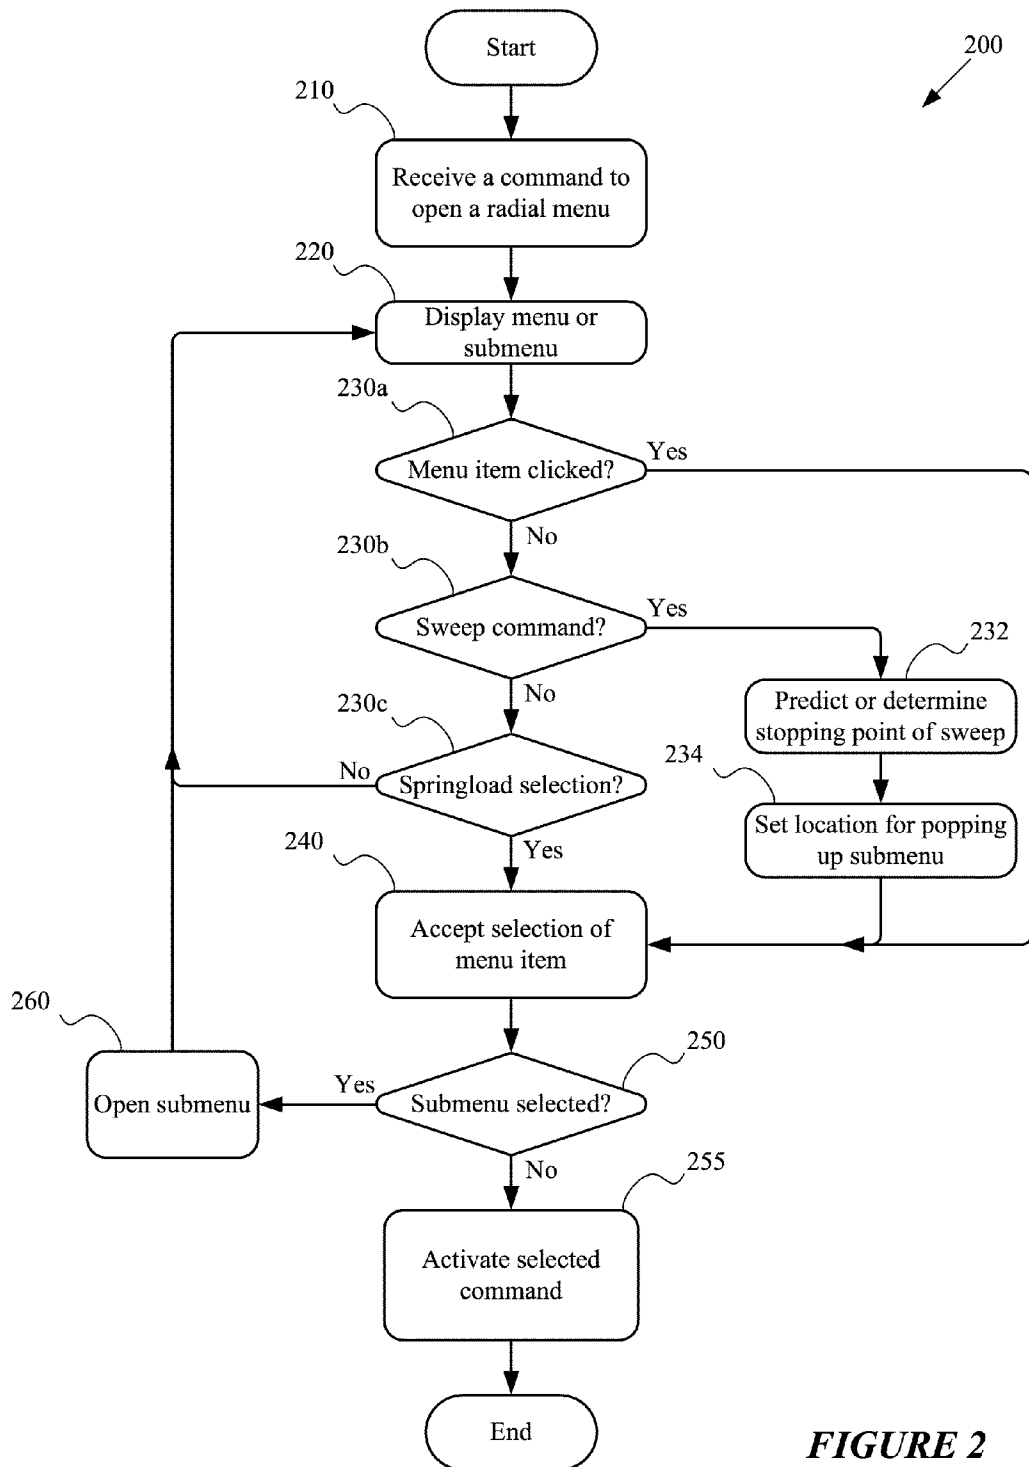 Start
200
210
Receive a command to
open a radial menu
220
Display menu or
submenu
230a
Menu item clicked?
Yes
No
230b
Sweep command?
Yes
No
232
Predict or determine
stopping point of sweep
230c
Springload selection?
No
Yes
234
Set location for popping
up submenu
240
Accept selection of
menu item
250
Submenu selected?
Yes
No
260
Open submenu
255
Activate selected
command
End
FIGURE 2